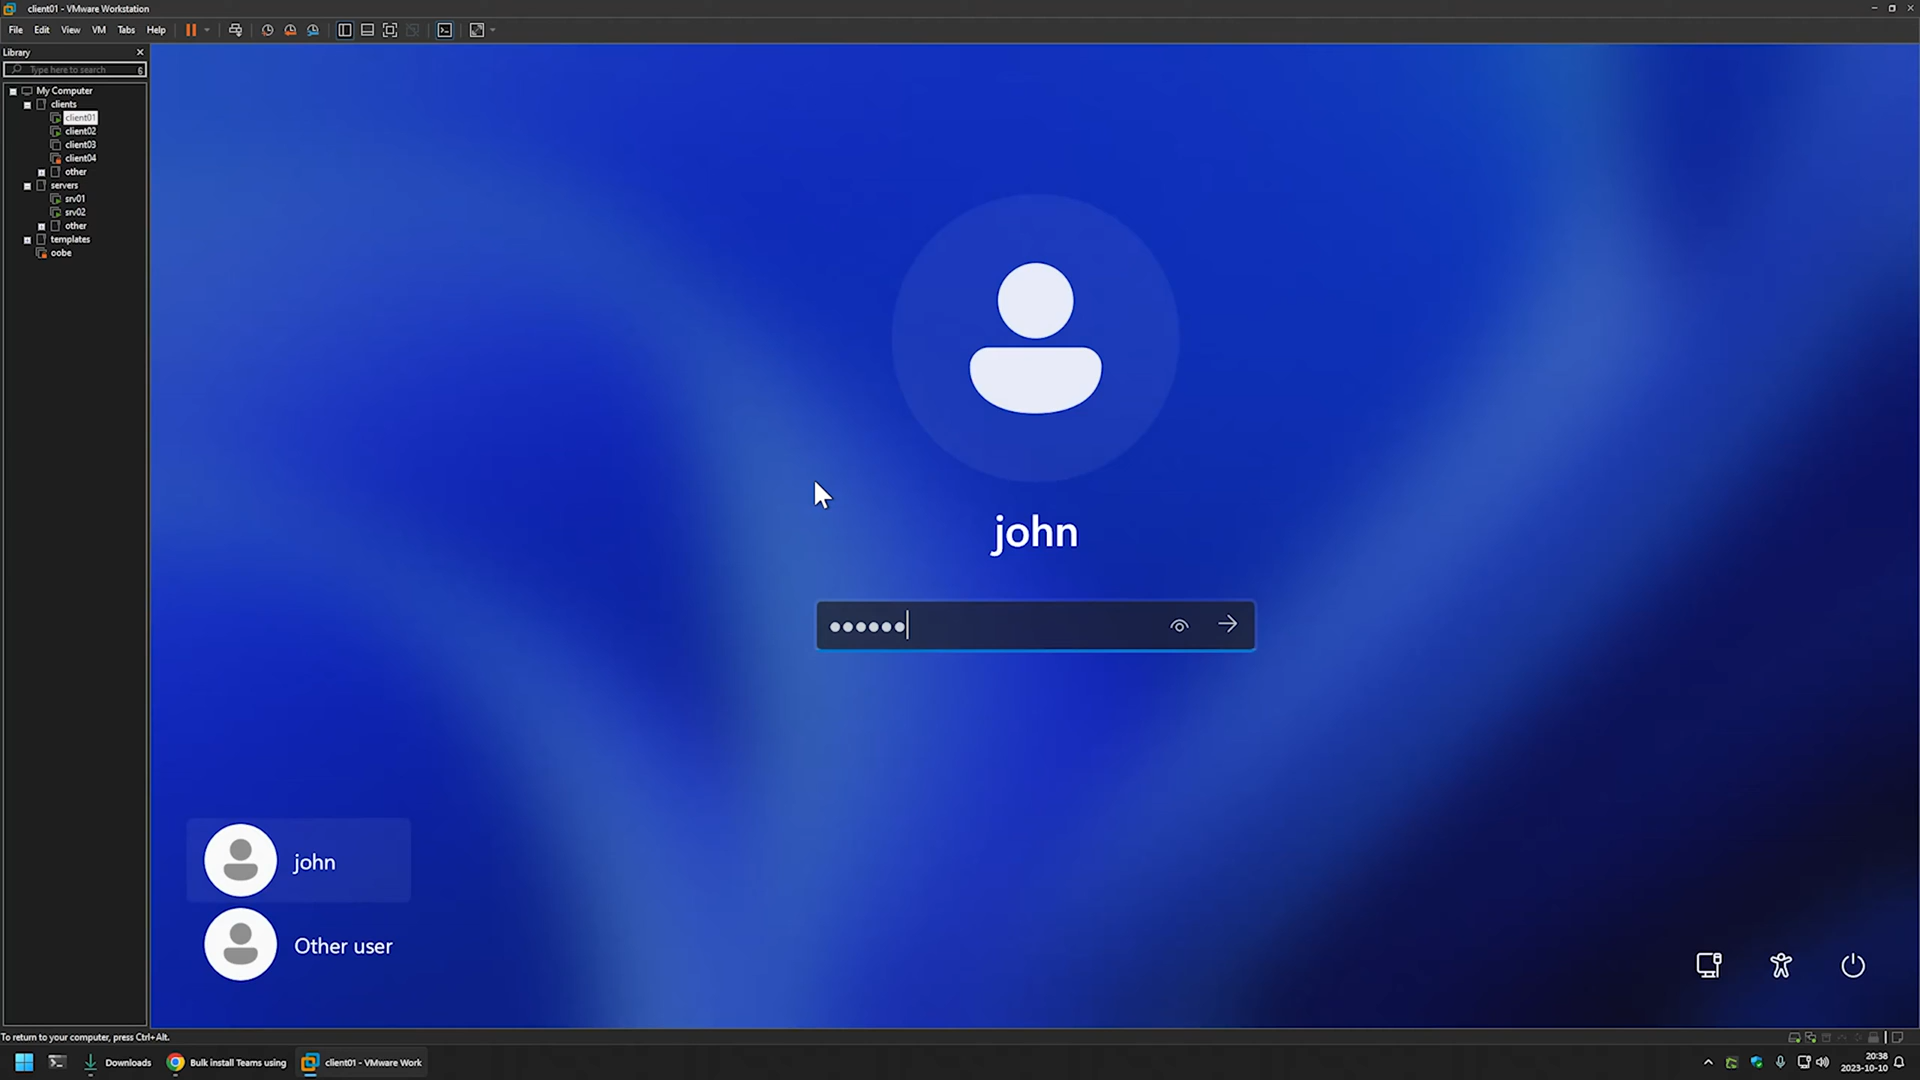 client01 - VMware Workstation
File Edit View VM Tabs Help
Library
Type here to search
My Computer
clients
client01
client02
client03
client04
other
servers
srv01
srv02
other
templates
oobe
john
john
Other user
To return to your computer, press Ctrl+Alt.
Downloads
Bulk install Teams using
client01 - VMware Work
20:38
2023-10-10